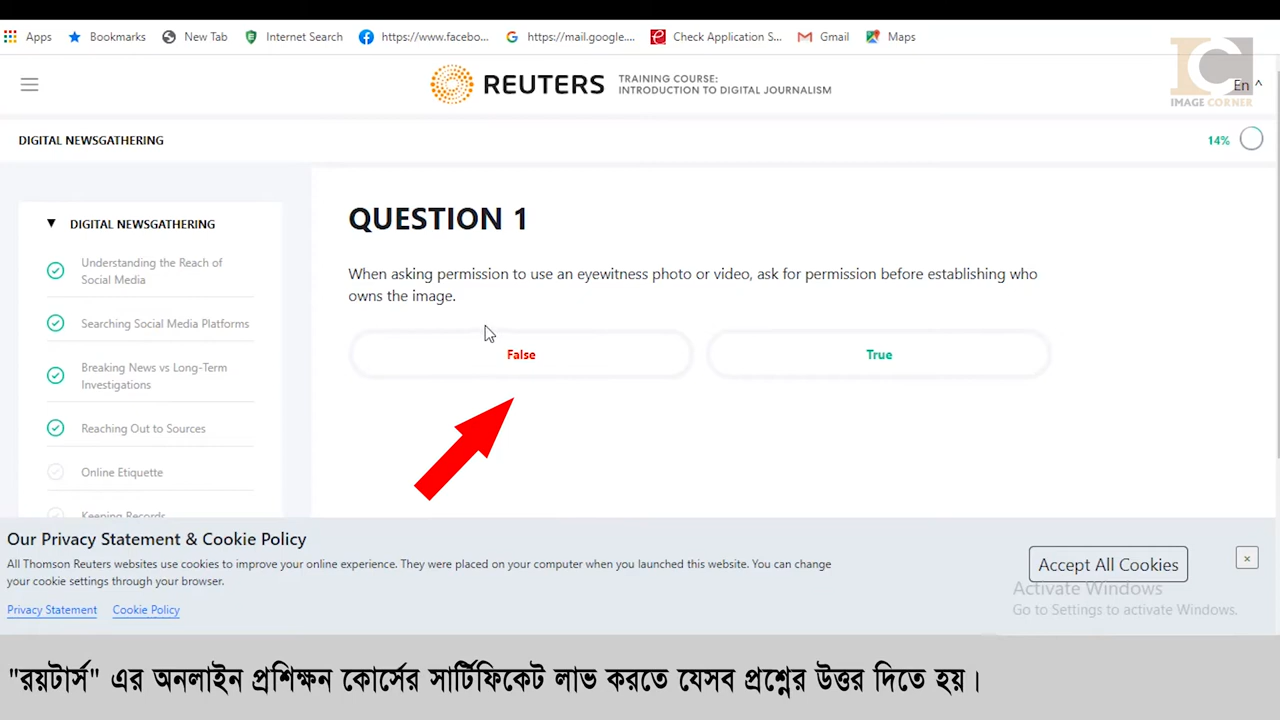 Apps Bookmarks New Tab Internet Search https://www.facebo... https://mail.google.... Check Application S... Gmail Maps
REUTERS TRAINING COURSE:
INTRODUCTION TO DIGITAL JOURNALISM
En ^
IC
IMAGE CORNER
DIGITAL NEWSGATHERING
14%
DIGITAL NEWSGATHERING
Understanding the Reach of
Social Media
Searching Social Media Platforms
Breaking News vs Long-Term
Investigations
Reaching Out to Sources
Online Etiquette
Keeping Records
QUESTION 1
When asking permission to use an eyewitness photo or video, ask for permission before establishing who
owns the image.
False
True
Our Privacy Statement & Cookie Policy
All Thomson Reuters websites use cookies to improve your online experience. They were placed on your computer when you launched this website. You can change
your cookie settings through your browser.
Privacy Statement Cookie Policy
Accept All Cookies
×
Activate Windows
Go to Settings to activate Windows.
"রয়টার্স" এর অনলাইন প্রশিক্ষন কোর্সের সার্টিফিকেট লাভ করতে যেসব প্রশ্নের উত্তর দিতে হয়।